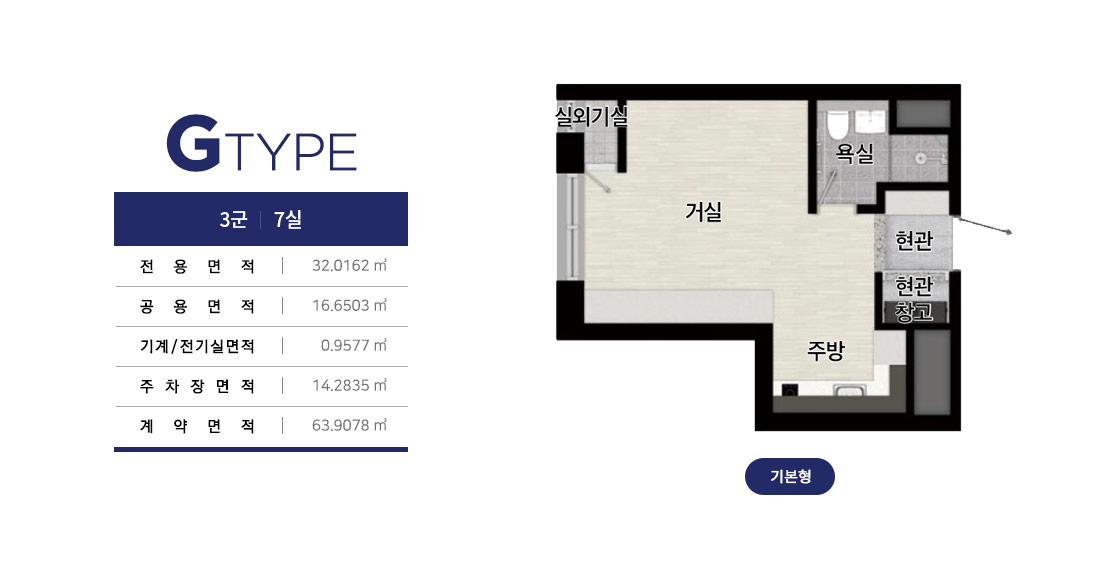 G TYPE
3군 | 7실
전용면적 | 32.0162 ㎡
공용면적 | 16.6503 ㎡
기계/전기실면적 | 0.9577 ㎡
주차장면적 | 14.2835 ㎡
계약면적 | 63.9078 ㎡
실외기실
욕실
거실
현관
현관
창고
주방
기본형